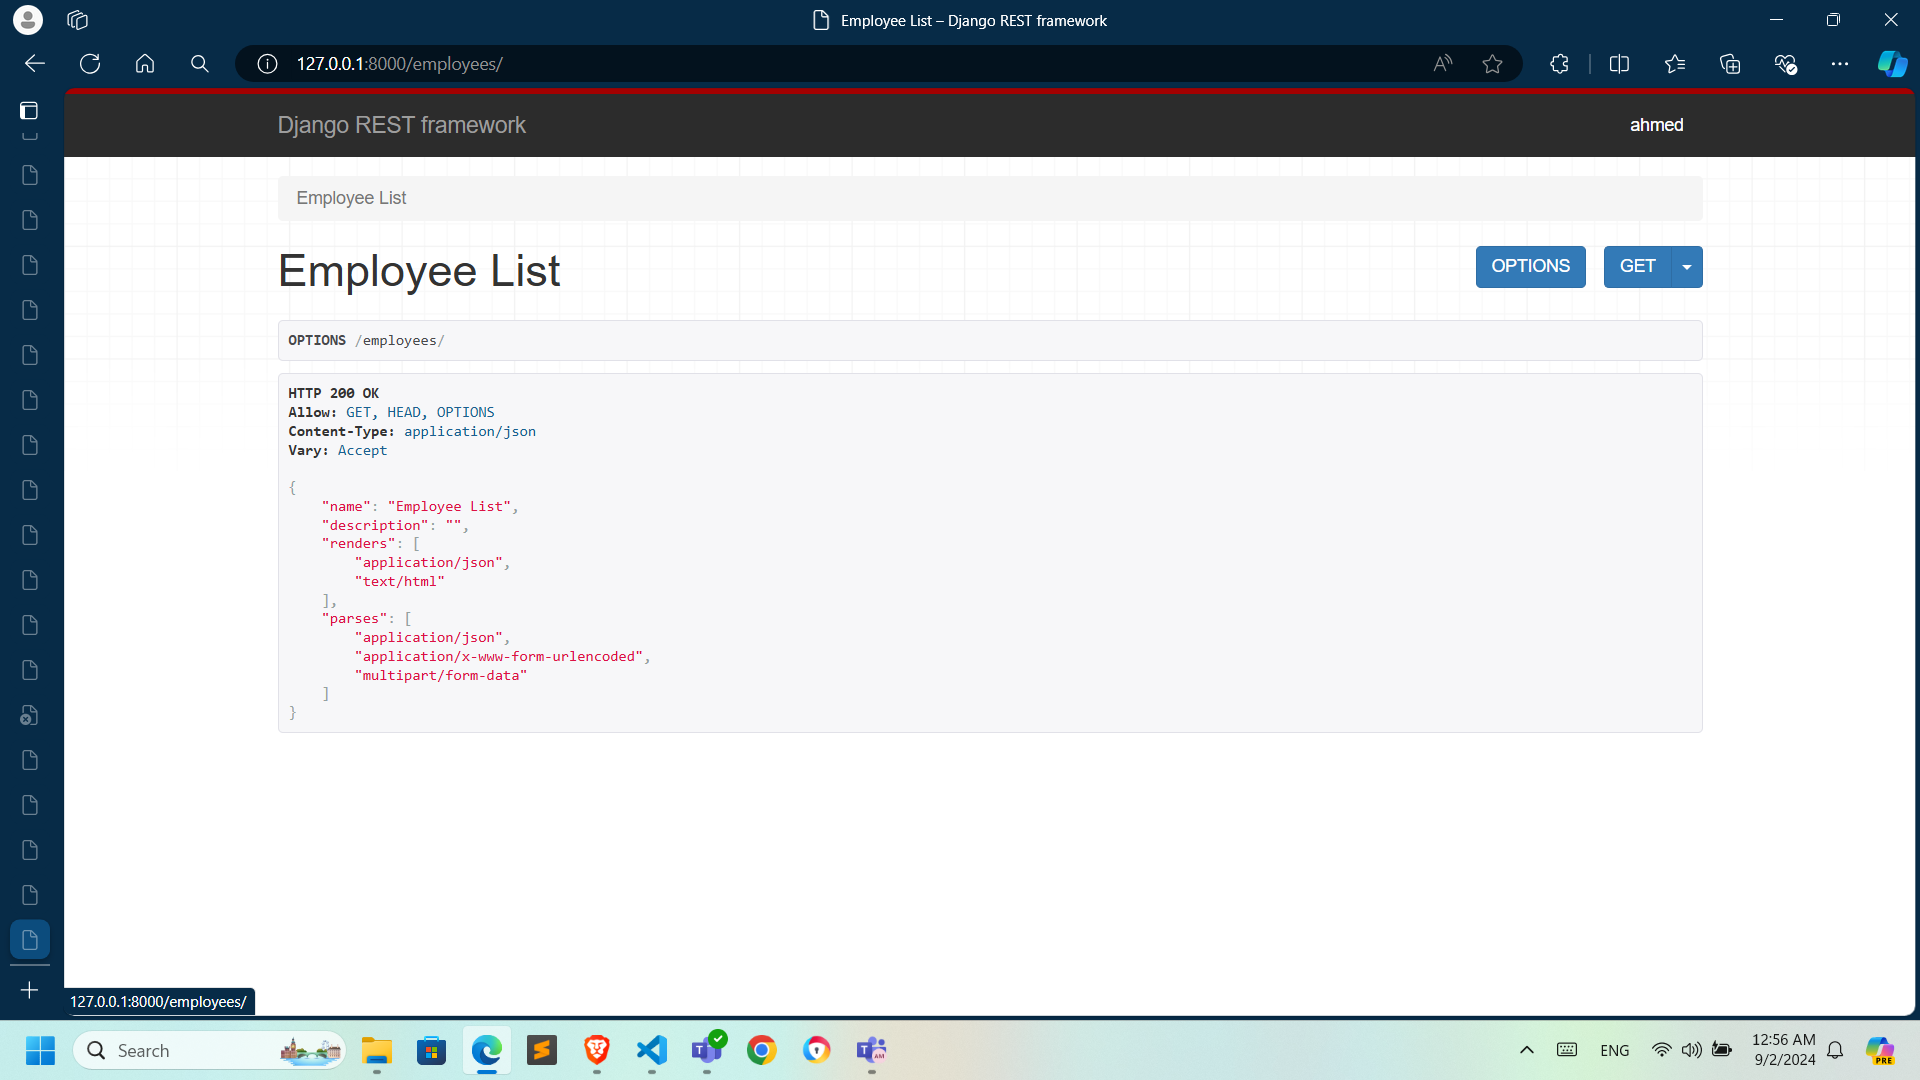 Employee List – Django REST framework
127.0.0.1:8000/employees/
Django REST framework
ahmed
Employee List
Employee List
OPTIONS
GET
OPTIONS /employees/
HTTP 200 OK
Allow: GET, HEAD, OPTIONS
Content-Type: application/json
Vary: Accept
{
    "name": "Employee List",
    "description": "",
    "renders": [
        "application/json",
        "text/html"
    ],
    "parses": [
        "application/json",
        "application/x-www-form-urlencoded",
        "multipart/form-data"
    ]
}
127.0.0.1:8000/employees/
Search
ENG
12:56 AM
9/2/2024
PRE